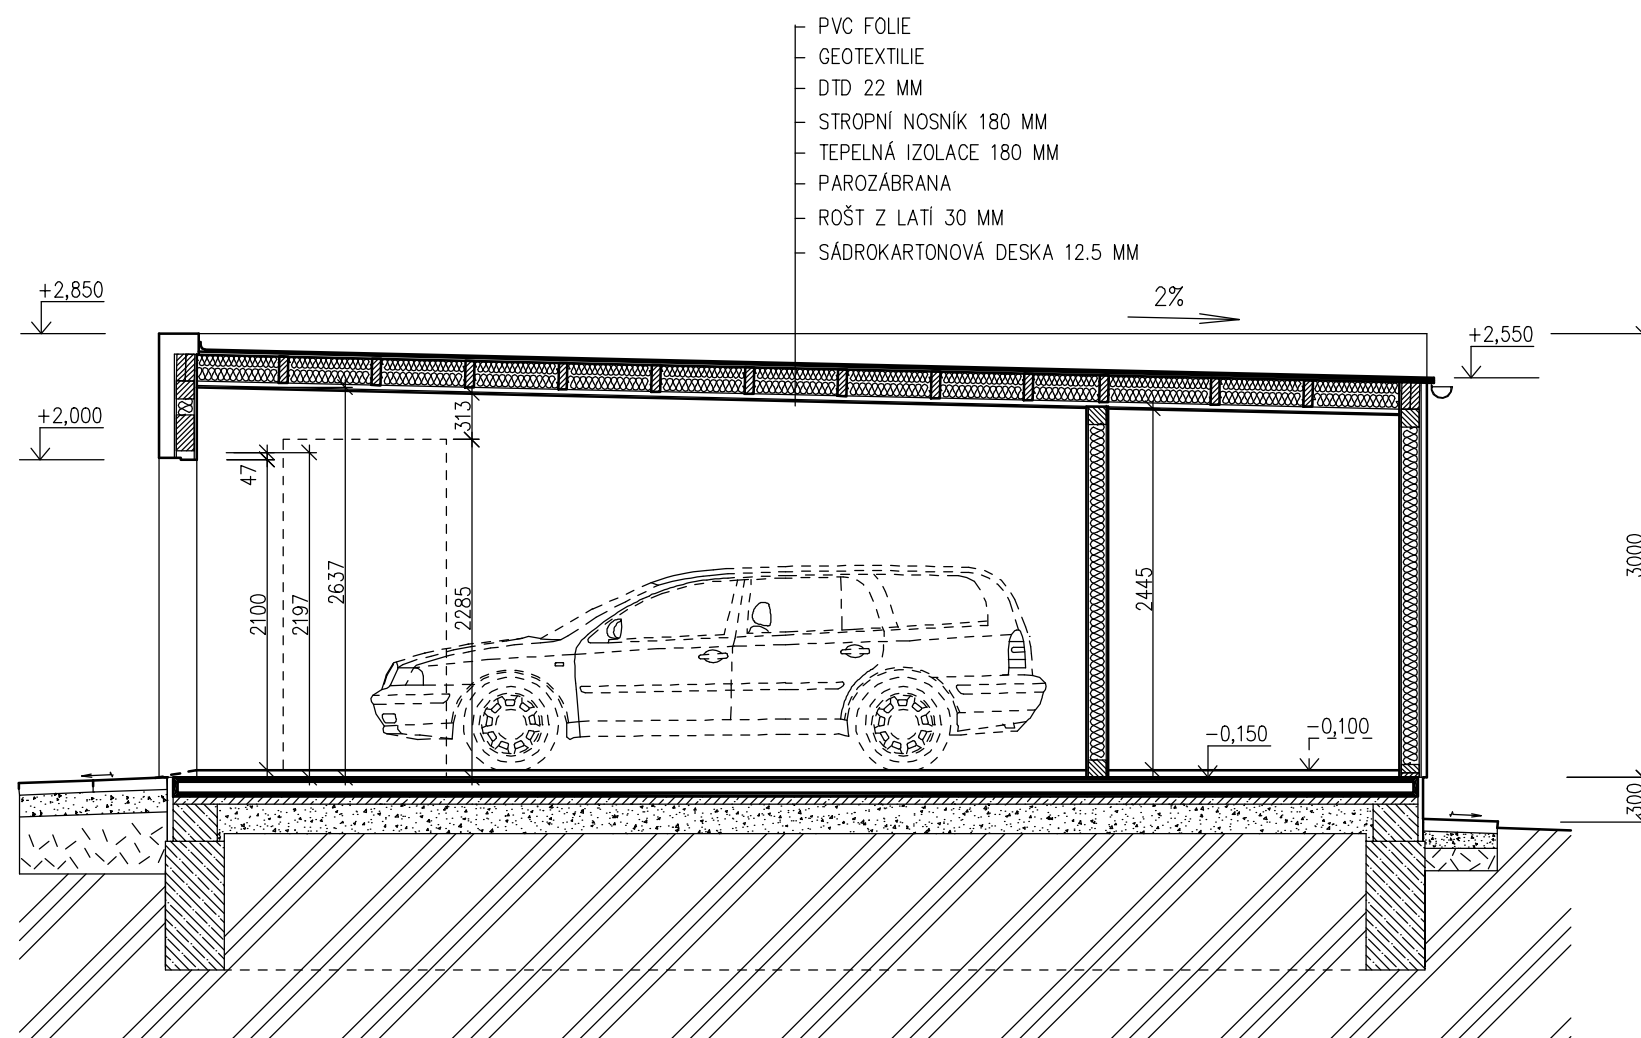 PVC FOLIE
GEOTEXTILIE
DTD 22 MM
STROPNÍ NOSNÍK 180 MM
TEPELNÁ IZOLACE 180 MM
PAROZÁBRANA
ROŠT Z LATÍ 30 MM
SÁDROKARTONOVÁ DESKA 12.5 MM
+2,850
2%
+2,550
+2,000
313
47
2100
2197
2637
2285
2445
3000
-0,150
-0,100
300